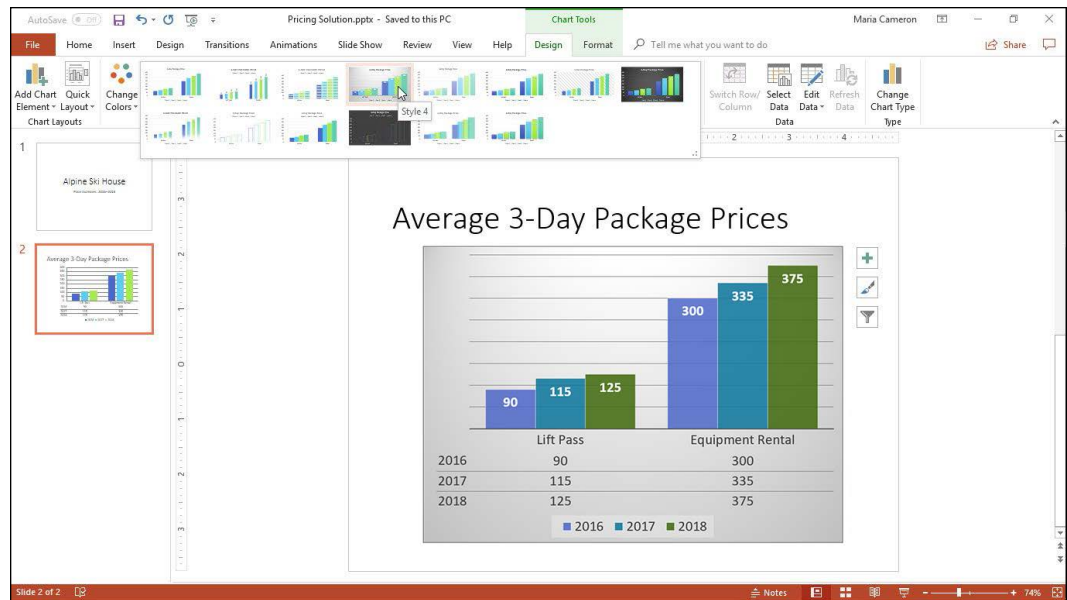 AutoSave Off Pricing Solution.pptx - Saved to this PC Chart Tools Maria Cameron
File Home Insert Design Transitions Animations Slide Show Review View Help Design Format Tell me what you want to do Share
Add Chart Quick Change Switch Row/ Select Edit Refresh Change
Element Layout Colors Column Data Data Data Chart Type
Chart Layouts Data Type
Style 4
1
Alpine Ski House
2
Average 3-Day Package Prices
Average 3-Day Package Prices
375
335
300
125
115
90
Lift Pass Equipment Rental
2016 90 300
2017 115 335
2018 125 375
2016 2017 2018
Slide 2 of 2 Notes 74%